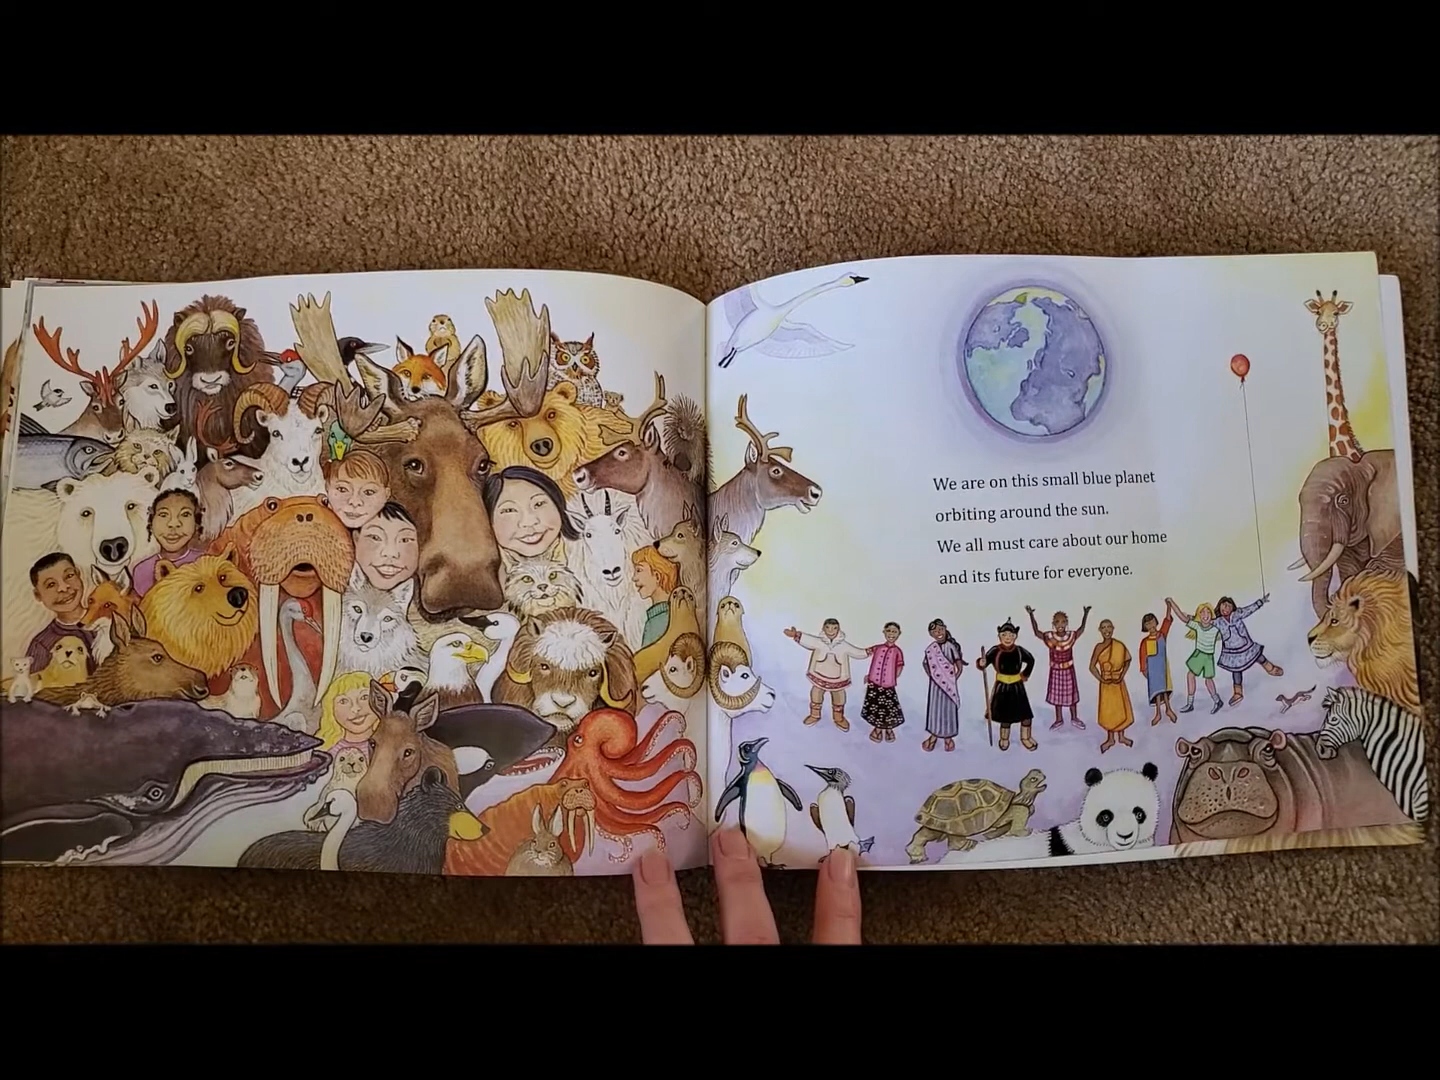 We are on this small blue planet
orbiting around the sun.
We all must care about our home
and its future for everyone.